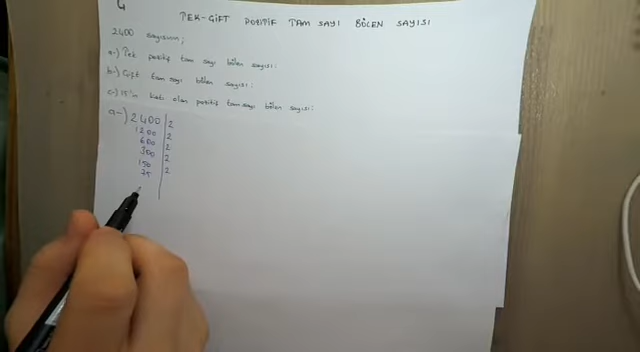 TEK-ÇİFT POZİTİF TAM SAYI BÖLEN SAYISI
2400 sayısının;
a-) Tek pozitif tam sayı bölen sayısı:
b-) Çift tam sayı bölen sayısı:
c-) 15'in katı olan pozitif tam sayı bölen sayısı:
a-) 2400 2
1200 2
600 2
300 2
150 2
75